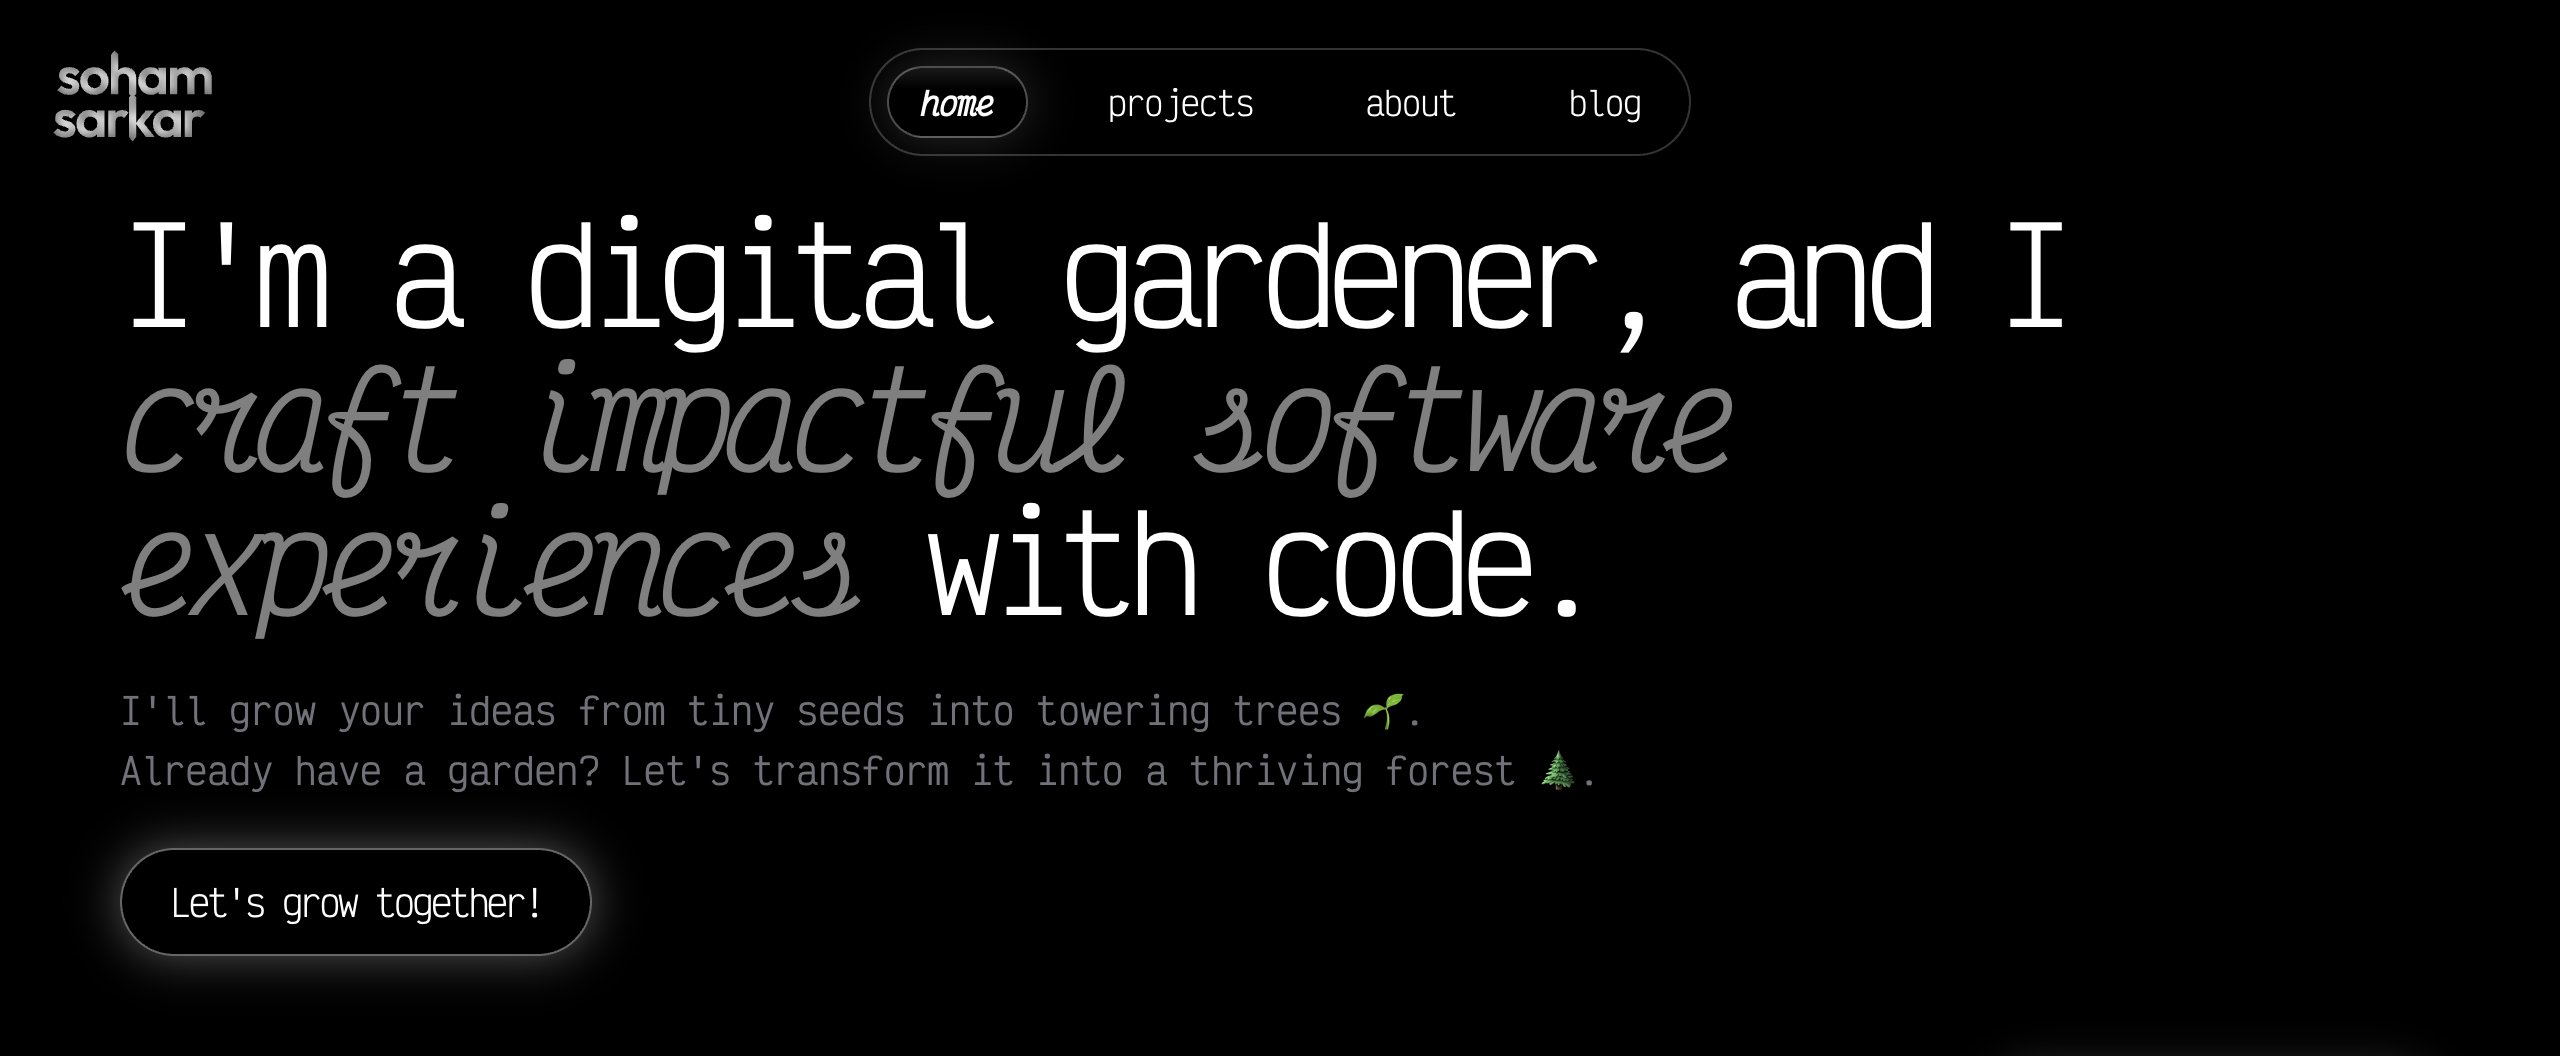 soham
sarkar
home projects about blog
I'm a digital gardener, and I
craft impactful software
experiences with code.
I'll grow your ideas from tiny seeds into towering trees 🌱.
Already have a garden? Let's transform it into a thriving forest 🌲.
Let's grow together!